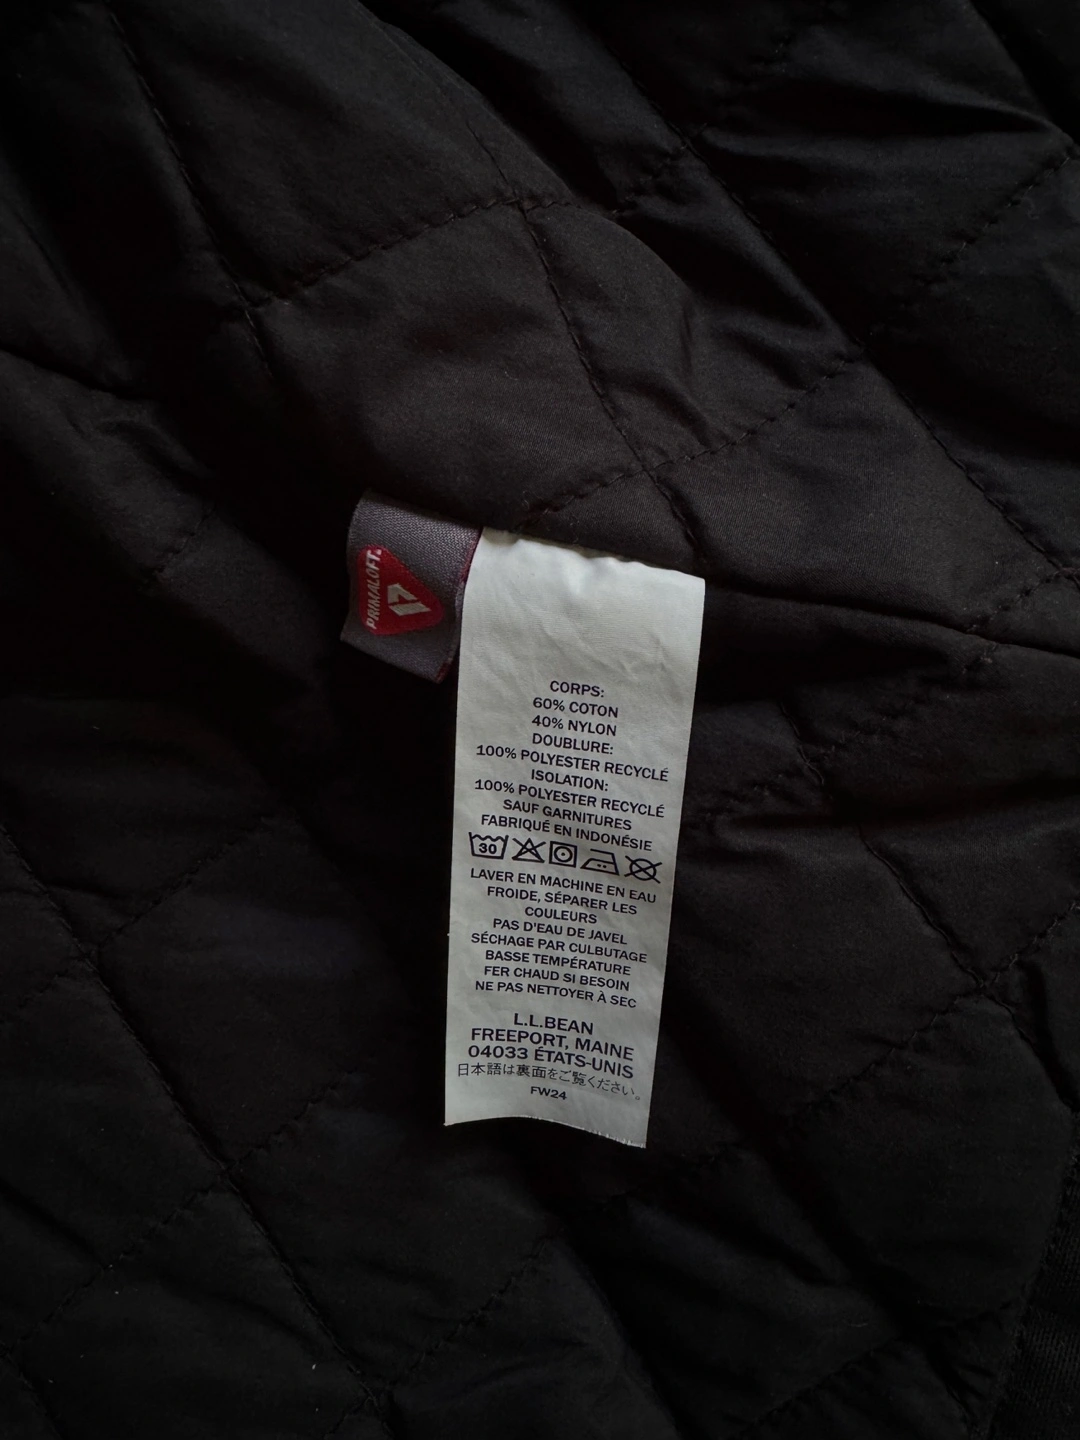 PRIMALOFT®
CORPS:
60% COTON
40% NYLON
DOUBLURE:
100% POLYESTER RECYCLÉ
ISOLATION:
100% POLYESTER RECYCLÉ
SAUF GARNITURES
FABRIQUÉ EN INDONÉSIE
30
LAVER EN MACHINE EN EAU
FROIDE, SÉPARER LES
COULEURS
PAS D'EAU DE JAVEL
SÉCHAGE PAR CULBUTAGE
BASSE TEMPÉRATURE
FER CHAUD SI BESOIN
NE PAS NETTOYER À SEC
L.L.BEAN
FREEPORT, MAINE
04033 ÉTATS-UNIS
日本語は裏面をご覧ください。
FW24